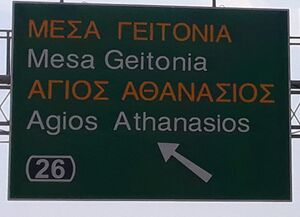 ΜΕΣΑ ΓΕΙΤΟΝΙΑ
Mesa Geitonia
ΑΓΙΟΣ ΑΘΑΝΑΣΙΟΣ
Agios Athanasios
26